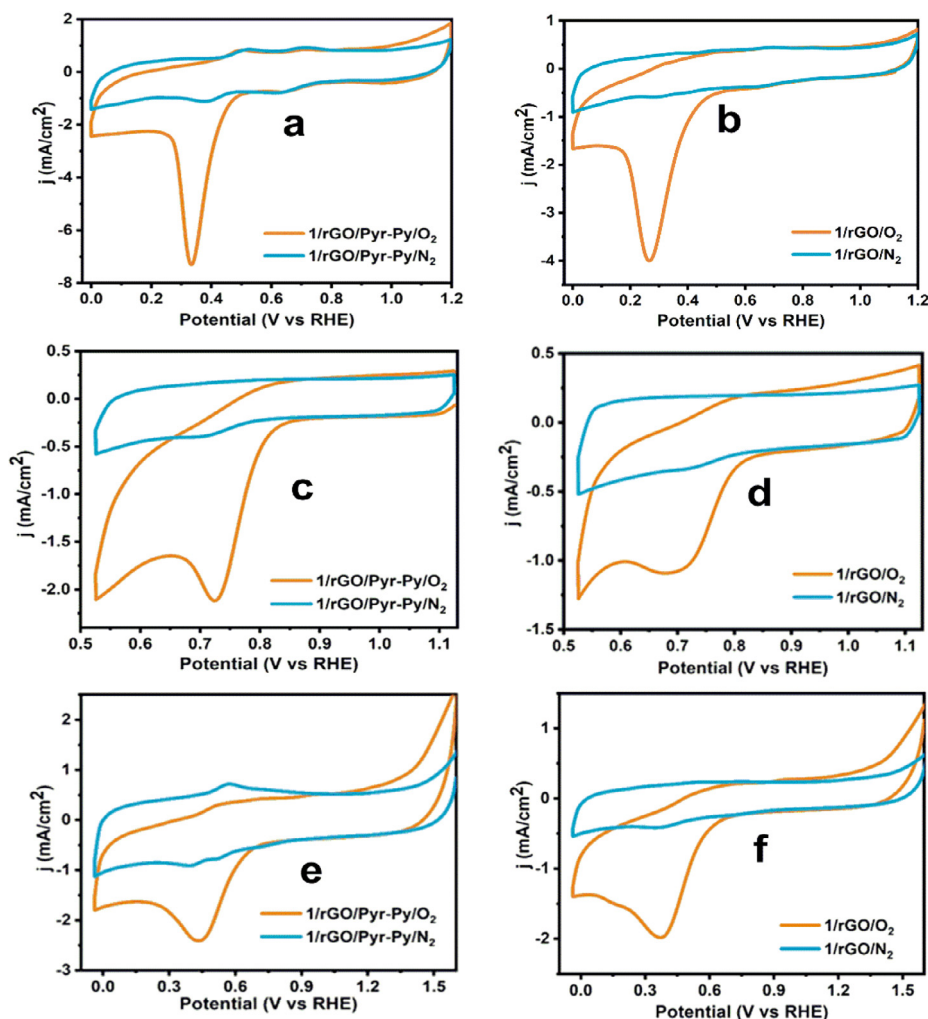 2
0
-2
-4
-6
-8
j (mA/cm²)
a
1/rGO/Pyr-Py/O₂
1/rGO/Pyr-Py/N₂
0.0 0.2 0.4 0.6 0.8 1.0 1.2
Potential (V vs RHE)
1
0
-1
-2
-3
-4
j (mA/cm²)
b
1/rGO/O₂
1/rGO/N₂
0.0 0.2 0.4 0.6 0.8 1.0 1.2
Potential (V vs RHE)
0.5
0.0
-0.5
-1.0
-1.5
-2.0
j (mA/cm²)
c
1/rGO/Pyr-Py/O₂
1/rGO/Pyr-Py/N₂
0.5 0.6 0.7 0.8 0.9 1.0 1.1
Potential (V vs RHE)
0.5
0.0
-0.5
-1.0
-1.5
j (mA/cm²)
d
1/rGO/O₂
1/rGO/N₂
0.5 0.6 0.7 0.8 0.9 1.0 1.1
Potential (V vs RHE)
2
1
0
-1
-2
-3
j (mA/cm²)
e
1/rGO/Pyr-Py/O₂
1/rGO/Pyr-Py/N₂
0.0 0.3 0.6 0.9 1.2 1.5
Potential (V vs RHE)
1
0
-1
-2
j (mA/cm²)
f
1/rGO/O₂
1/rGO/N₂
0.0 0.3 0.6 0.9 1.2 1.5
Potential (V vs RHE)